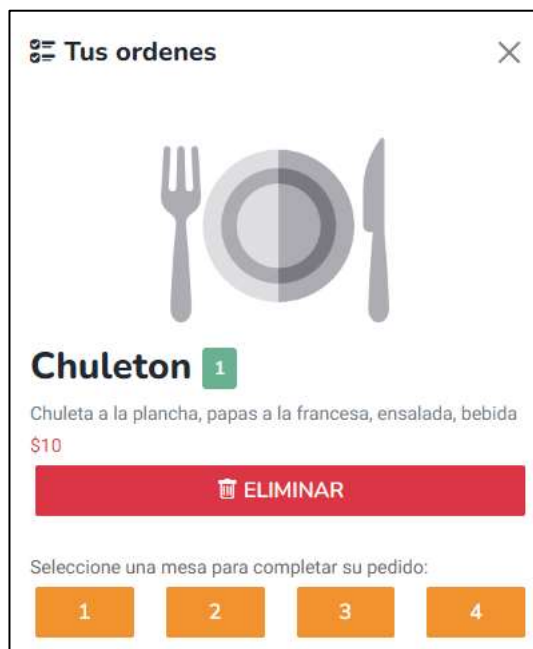 Tus ordenes
Chuleton 1
Chuleta a la plancha, papas a la francesa, ensalada, bebida
$10
ELIMINAR
Seleccione una mesa para completar su pedido:
1 2 3 4